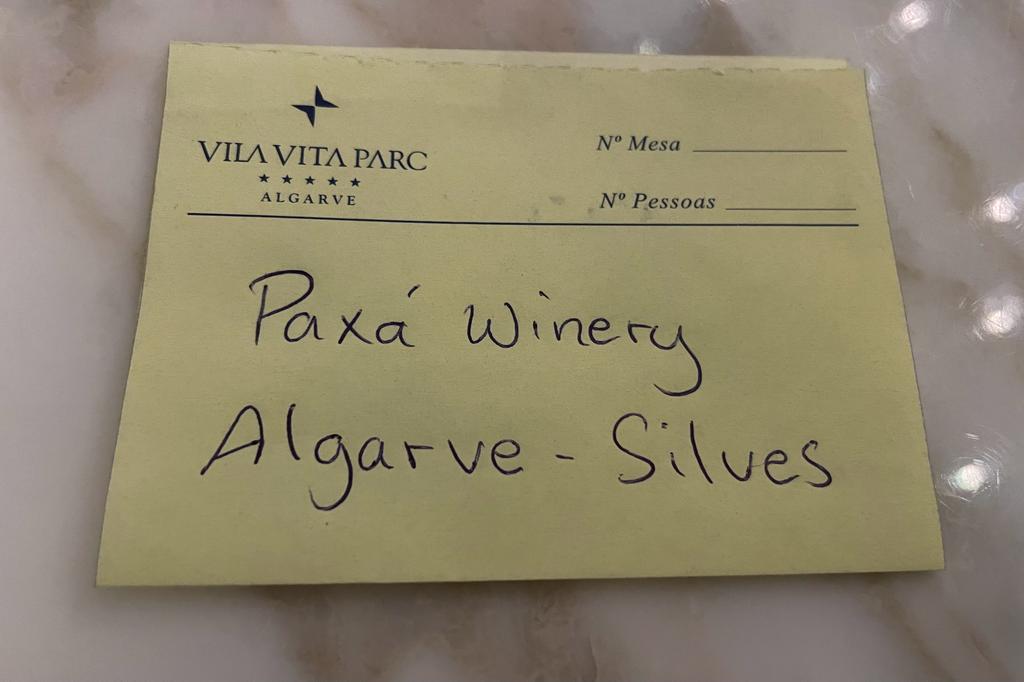 VILA VITA PARC
★★★★★
ALGARVE
Nº Mesa
Nº Pessoas
Paxá Winery
Algarve - Silves